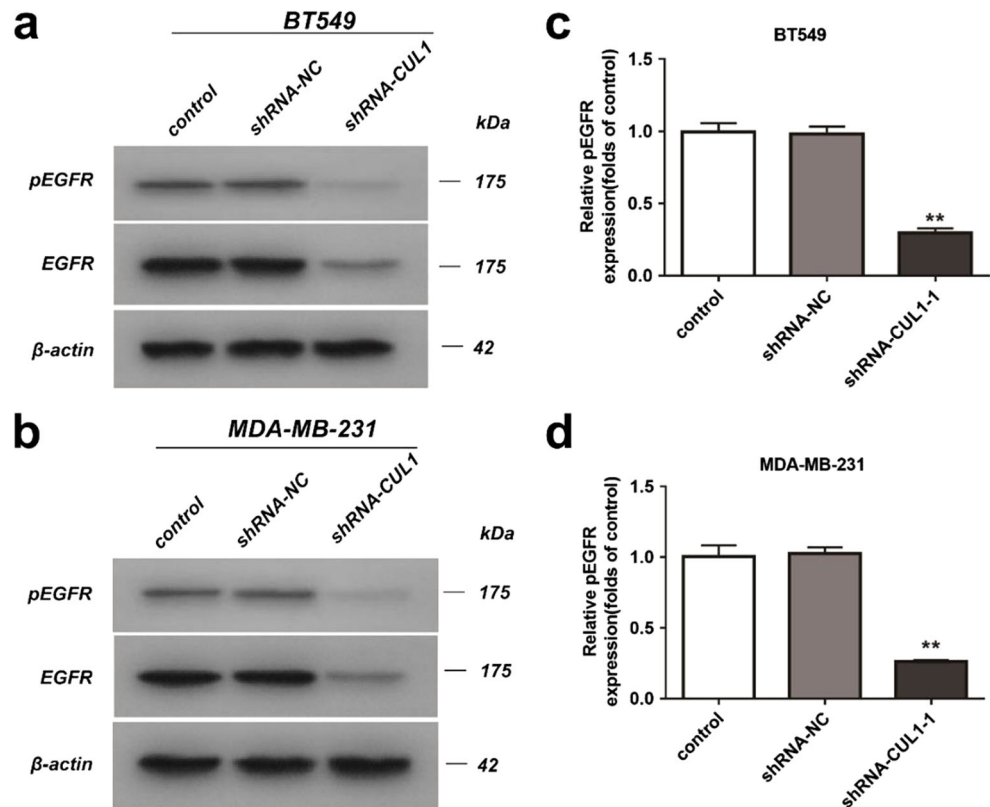 a
BT549
control
shRNA-NC
shRNA-CUL1
kDa
pEGFR
175
EGFR
175
β-actin
42
b
MDA-MB-231
control
shRNA-NC
shRNA-CUL1
kDa
pEGFR
175
EGFR
175
β-actin
42
c
BT549
Relative pEGFR
expression(folds of control)
1.5
1.0
0.5
0.0
**
control
shRNA-NC
shRNA-CUL1-1
d
MDA-MB-231
Relative pEGFR
expression(folds of control)
1.5
1.0
0.5
0.0
**
control
shRNA-NC
shRNA-CUL1-1